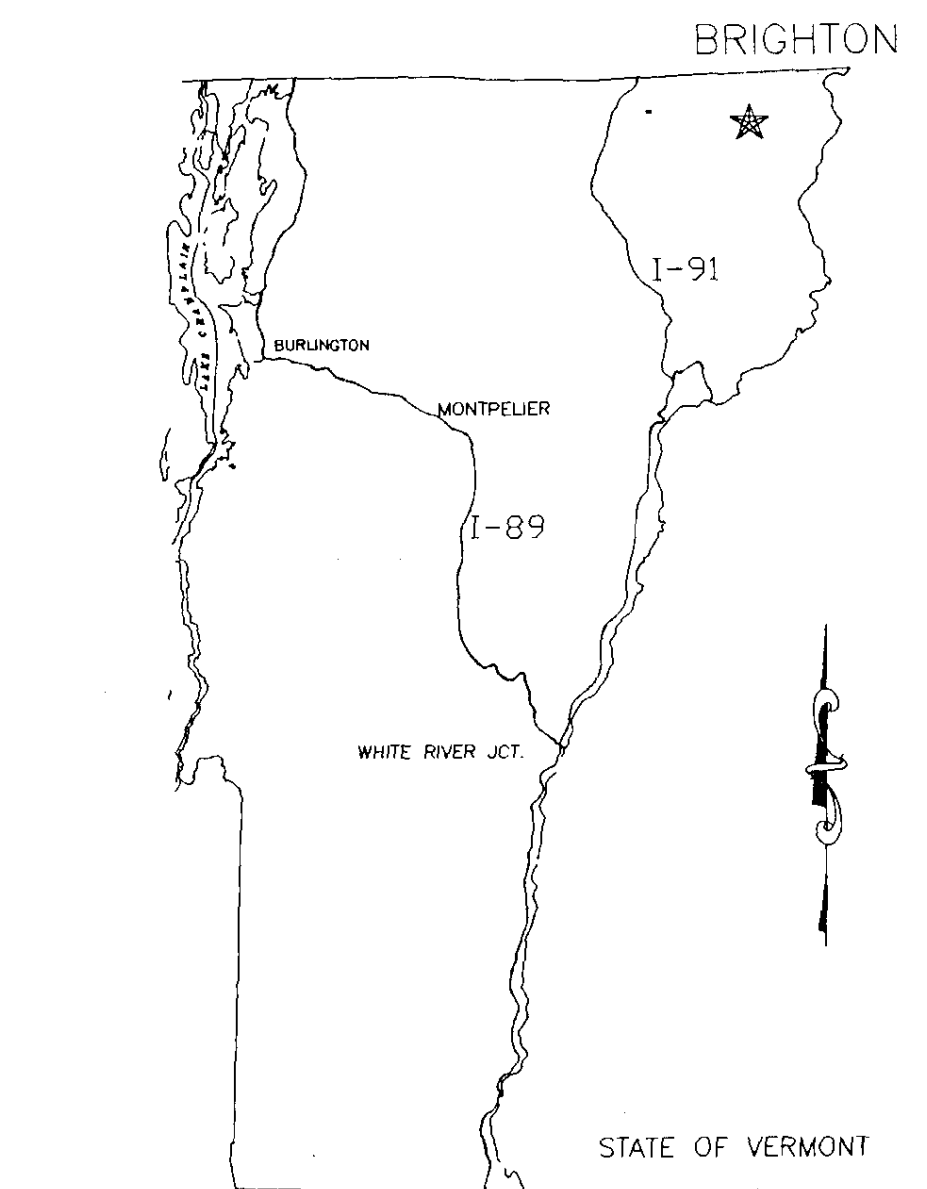 BRIGHTON
I-91
LAKE CHAMPLAIN
BURLINGTON
MONTPELIER
I-89
WHITE RIVER JCT.
STATE OF VERMONT